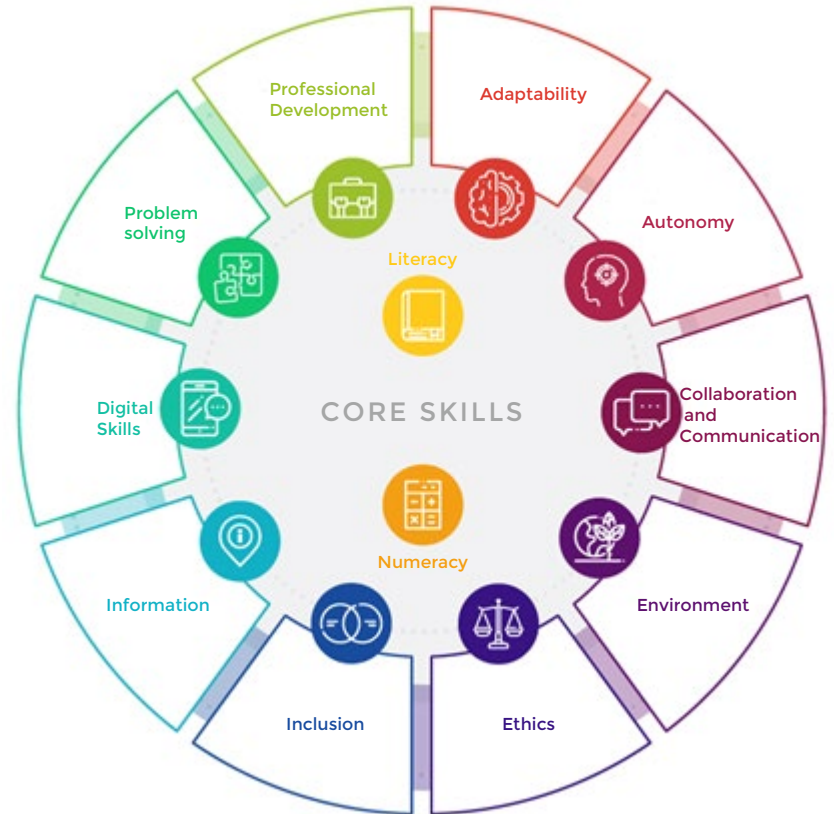 Professional
Development
Adaptability
Problem
solving
Autonomy
Literacy
Digital
Skills
CORE SKILLS
Collaboration
and
Communication
Numeracy
Information
Environment
Inclusion
Ethics